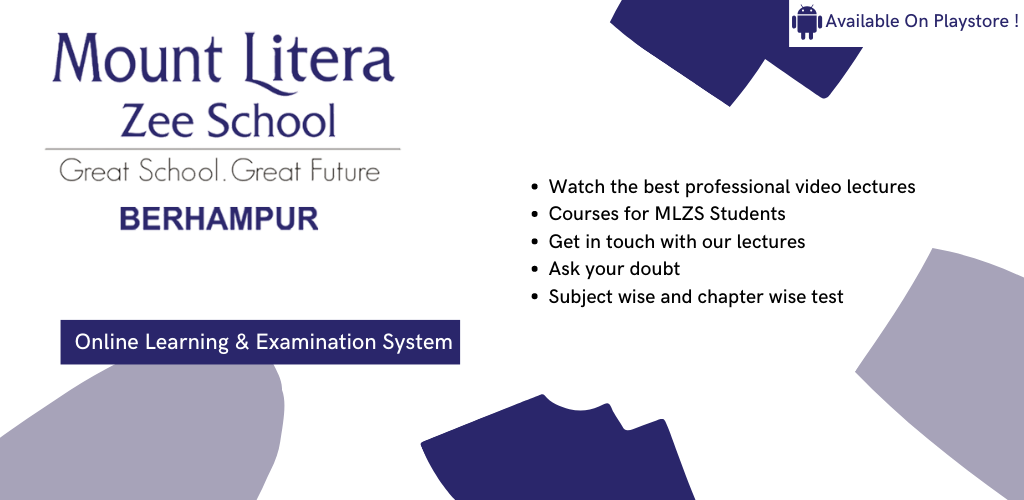 Mount Litera
Zee School
Great School. Great Future
BERHAMPUR
Online Learning & Examination System
Available On Playstore !
• Watch the best professional video lectures
• Courses for MLZS Students
• Get in touch with our lectures
• Ask your doubt
• Subject wise and chapter wise test